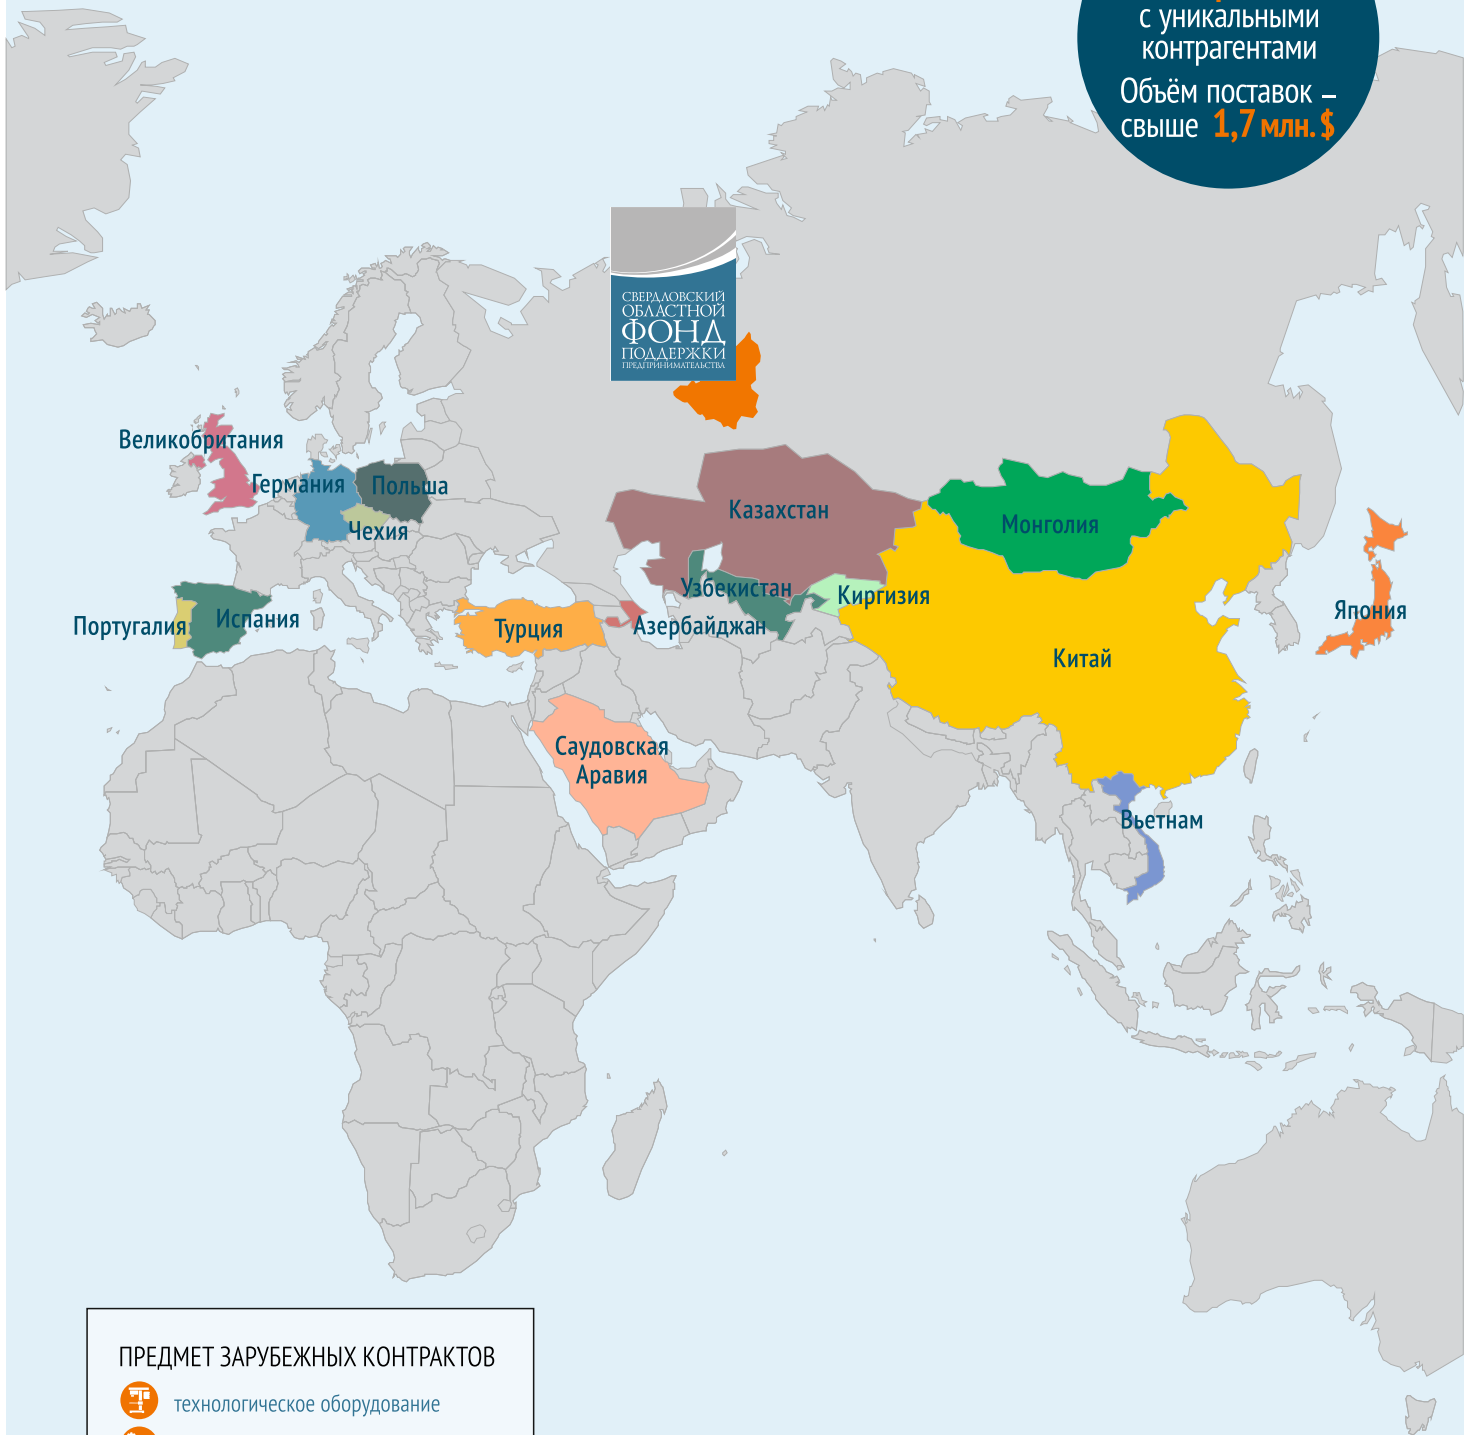 с уникальными
контрагентами
Объём поставок –
свыше 1,7 млн. $
СВЕРДЛОВСКИЙ
ОБЛАСТНОЙ
ФОНД
ПОДДЕРЖКИ
ПРЕДПРИНИМАТЕЛЬСТВА
Великобритания
Германия
Польша
Чехия
Казахстан
Монголия
Узбекистан
Киргизия
Португалия
Испания
Турция
Азербайджан
Япония
Китай
Саудовская
Аравия
Вьетнам
ПРЕДМЕТ ЗАРУБЕЖНЫХ КОНТРАКТОВ
технологическое оборудование